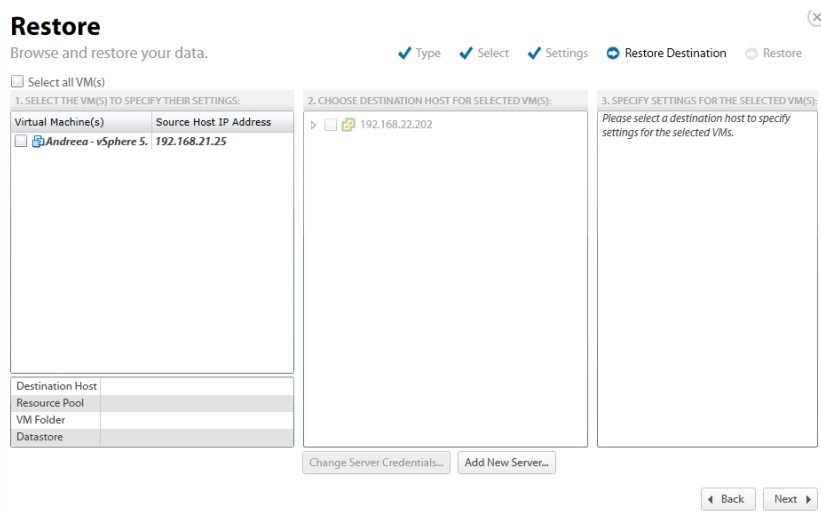 Restore
Browse and restore your data.
Type Select Settings Restore Destination Restore
Select all VM(s)
1. SELECT THE VM(S) TO SPECIFY THEIR SETTINGS:
Virtual Machine(s) Source Host IP Address
Andreea - vSphere 5. 192.168.21.25
Destination Host
Resource Pool
VM Folder
Datastore
2. CHOOSE DESTINATION HOST FOR SELECTED VM(S):
192.168.22.202
Change Server Credentials... Add New Server...
3. SPECIFY SETTINGS FOR THE SELECTED VM(S):
Please select a destination host to specify
settings for the selected VMs.
Back Next